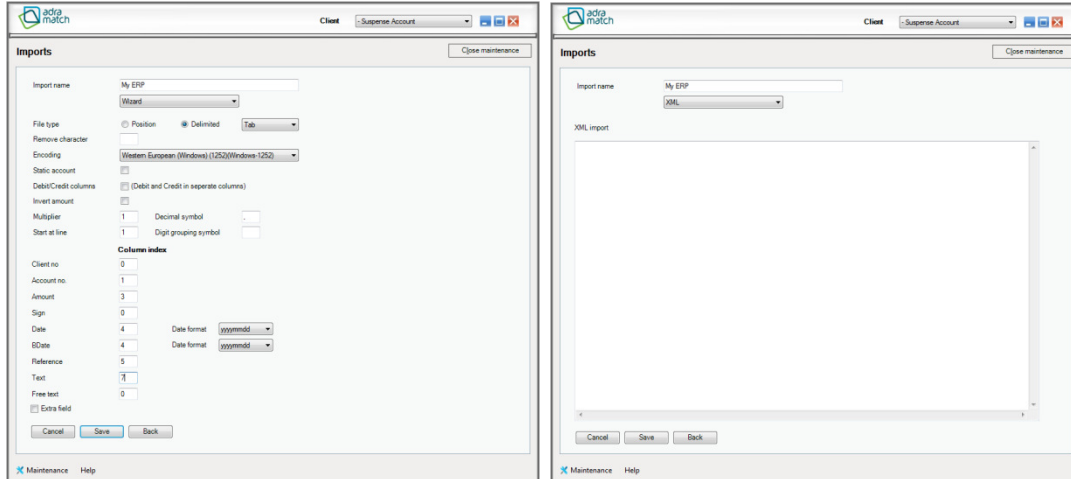 adra match
Client - Suspense Account
Imports
Close maintenance
Import name My ERP
Wizard
File type Position Delimited Tab
Remove character
Encoding Western European (Windows) (1252)(Windows-1252)
Static account
Debit/Credit columns (Debit and Credit in seperate columns)
Invert amount
Multiplier 1 Decimal symbol .
Start at line 1 Digit grouping symbol
Column index
Client no 0
Account no. 1
Amount 3
Sign 0
Date 4 Date format yyyymmdd
BDate 4 Date format yyyymmdd
Reference 5
Text 7
Free text 0
Extra field
Cancel Save Back
Maintenance Help
adra match
Client - Suspense Account
Imports
Close maintenance
Import name My ERP
XML
XML import
Cancel Save Back
Maintenance Help